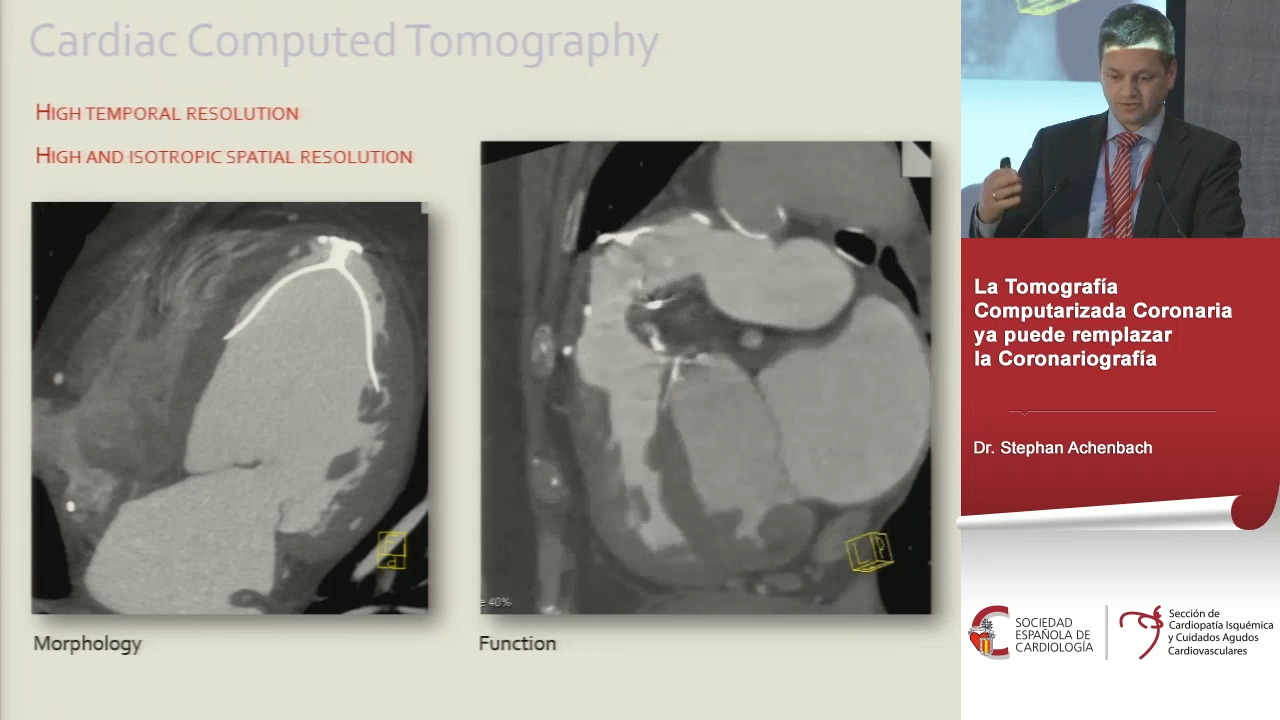 Cardiac Computed Tomography
HIGH TEMPORAL RESOLUTION
HIGH AND ISOTROPIC SPATIAL RESOLUTION
40%
Morphology
Function
La Tomografía
Computarizada Coronaria
ya puede remplazar
la Coronariografía
Dr. Stephan Achenbach
SOCIEDAD
ESPAÑOLA DE
CARDIOLOGÍA
Sección de
Cardiopatía Isquémica
y Cuidados Agudos
Cardiovasculares